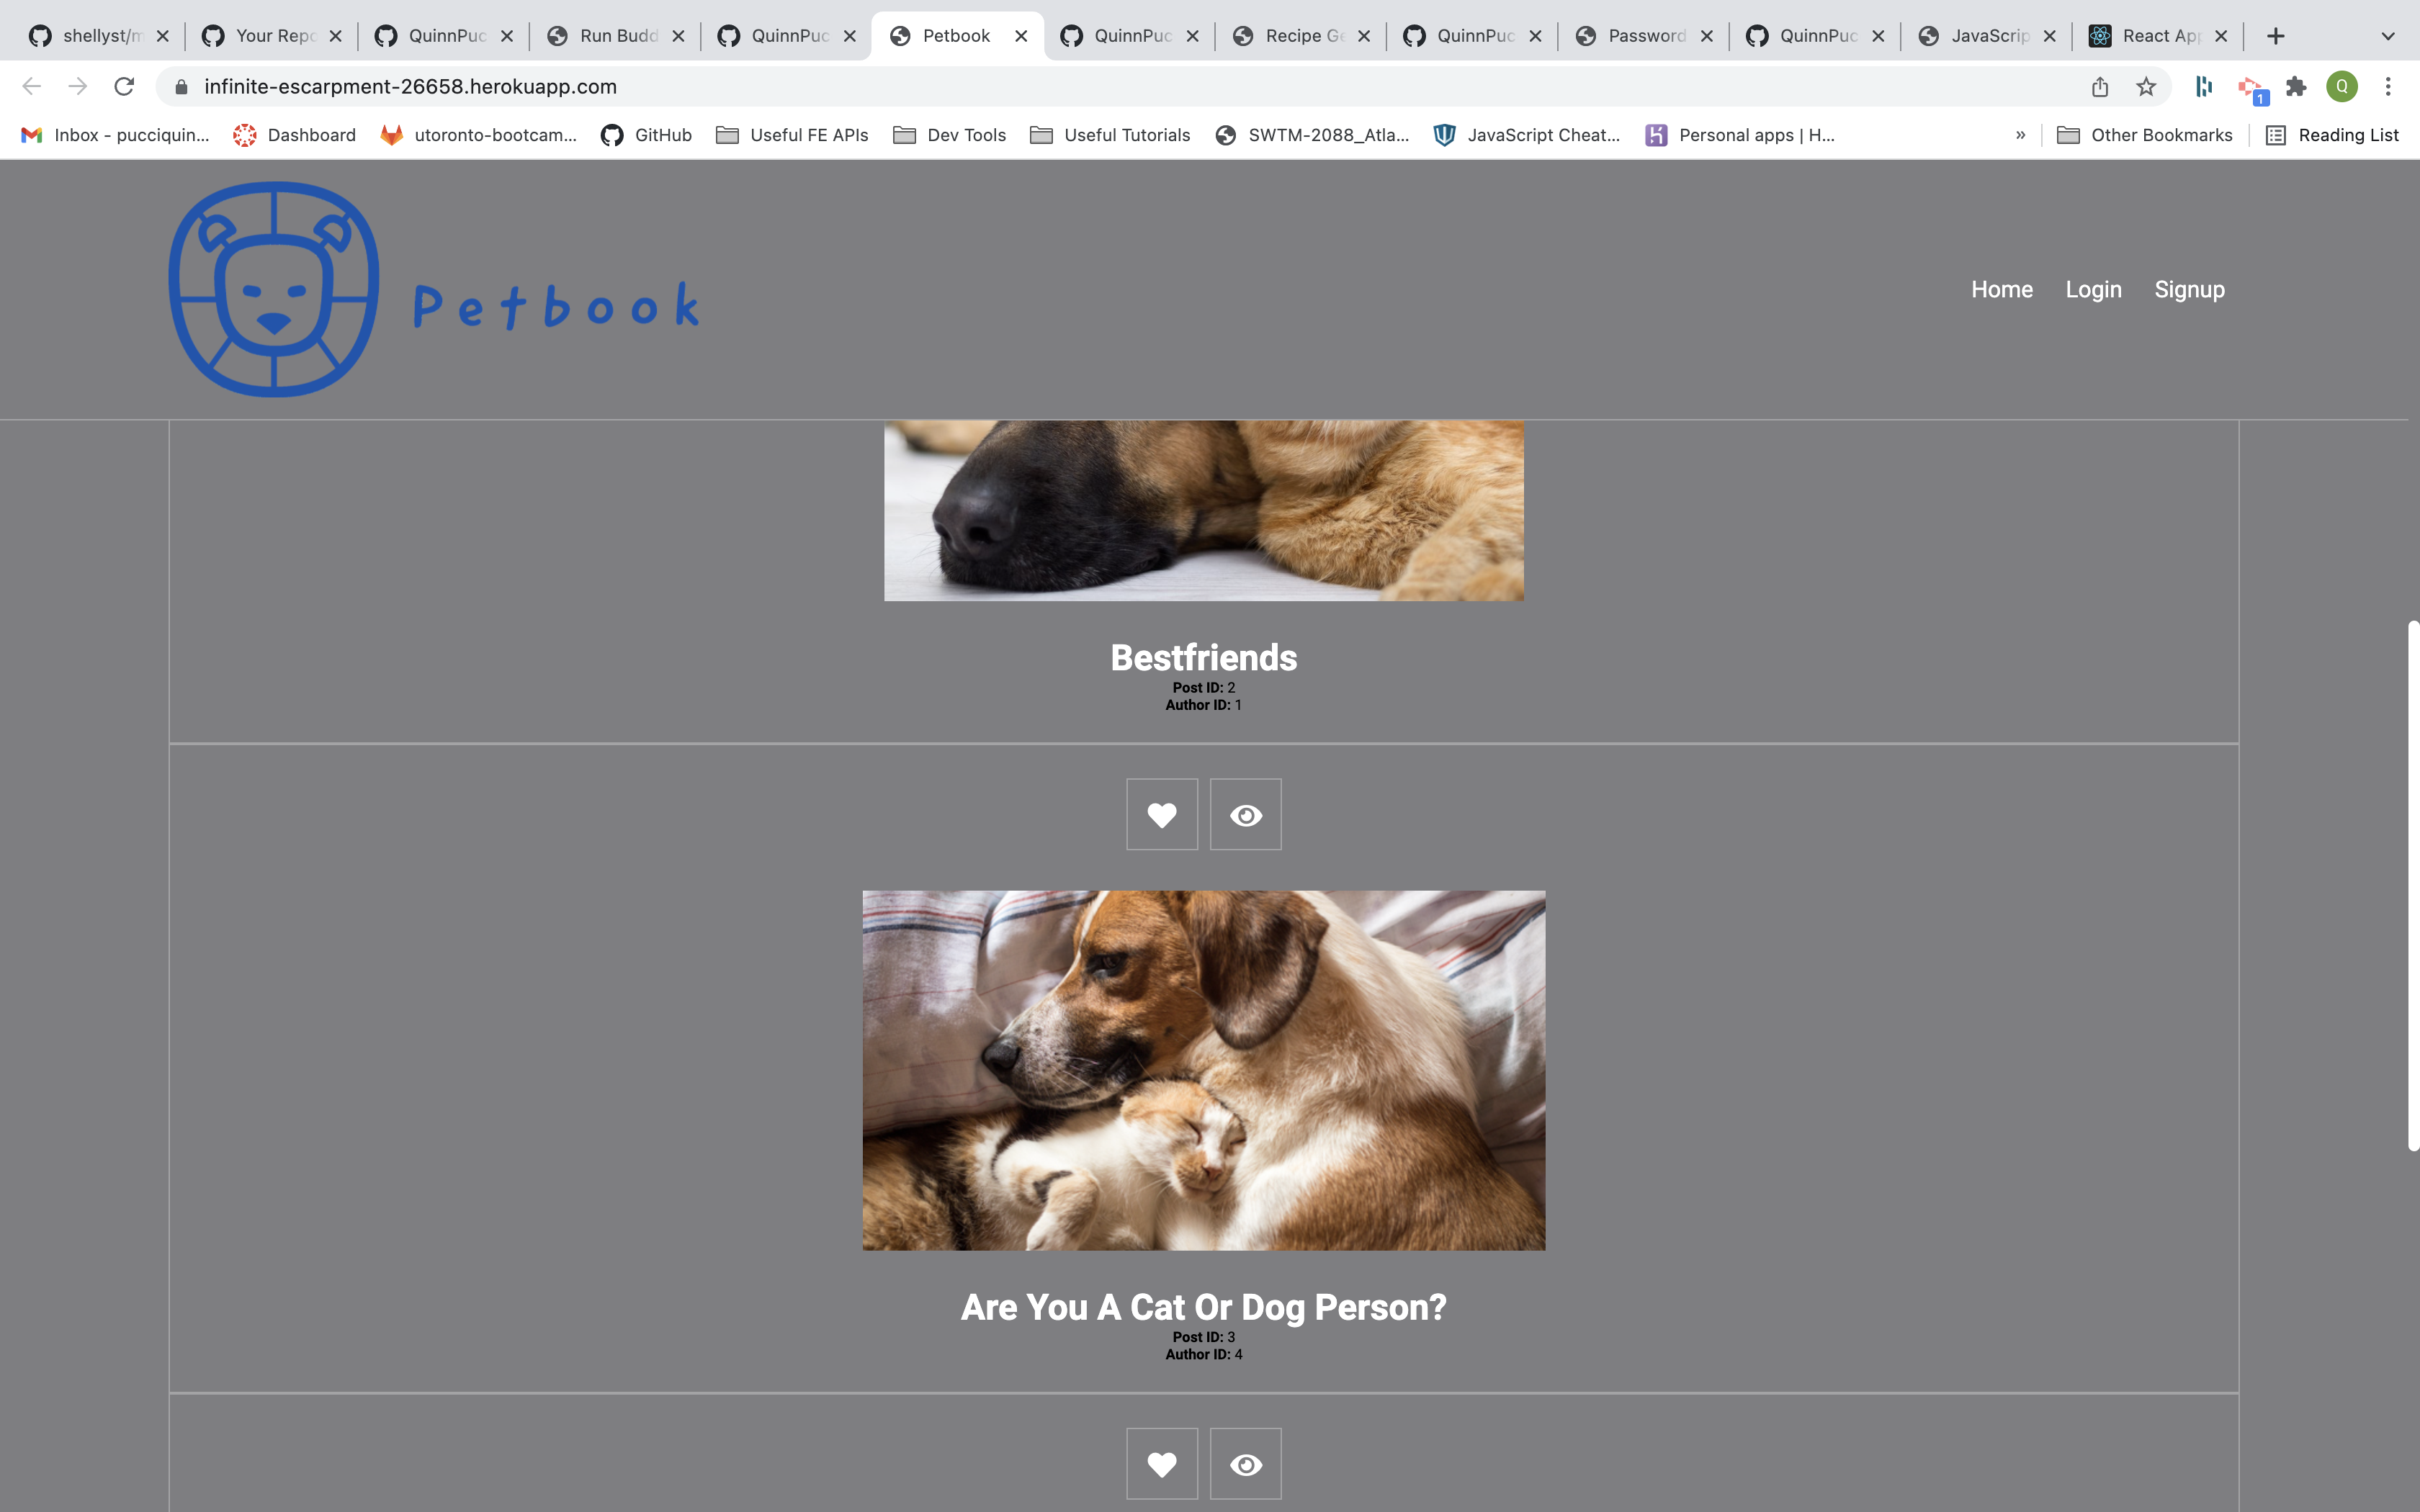 shellyst/m
Your Repo
QuinnPuc
Run Budd
QuinnPuc
Petbook
QuinnPuc
Recipe Ge
QuinnPuc
Password
QuinnPuc
JavaScrip
React App
infinite-escarpment-26658.herokuapp.com
Q
1
Inbox - pucciquin...
Dashboard
utoronto-bootcam...
GitHub
Useful FE APIs
Dev Tools
Useful Tutorials
SWTM-2088_Atla...
JavaScript Cheat...
Personal apps | H...
»
Other Bookmarks
Reading List
Petbook
Home Login Signup
Bestfriends
Post ID: 2
Author ID: 1
Are You A Cat Or Dog Person?
Post ID: 3
Author ID: 4